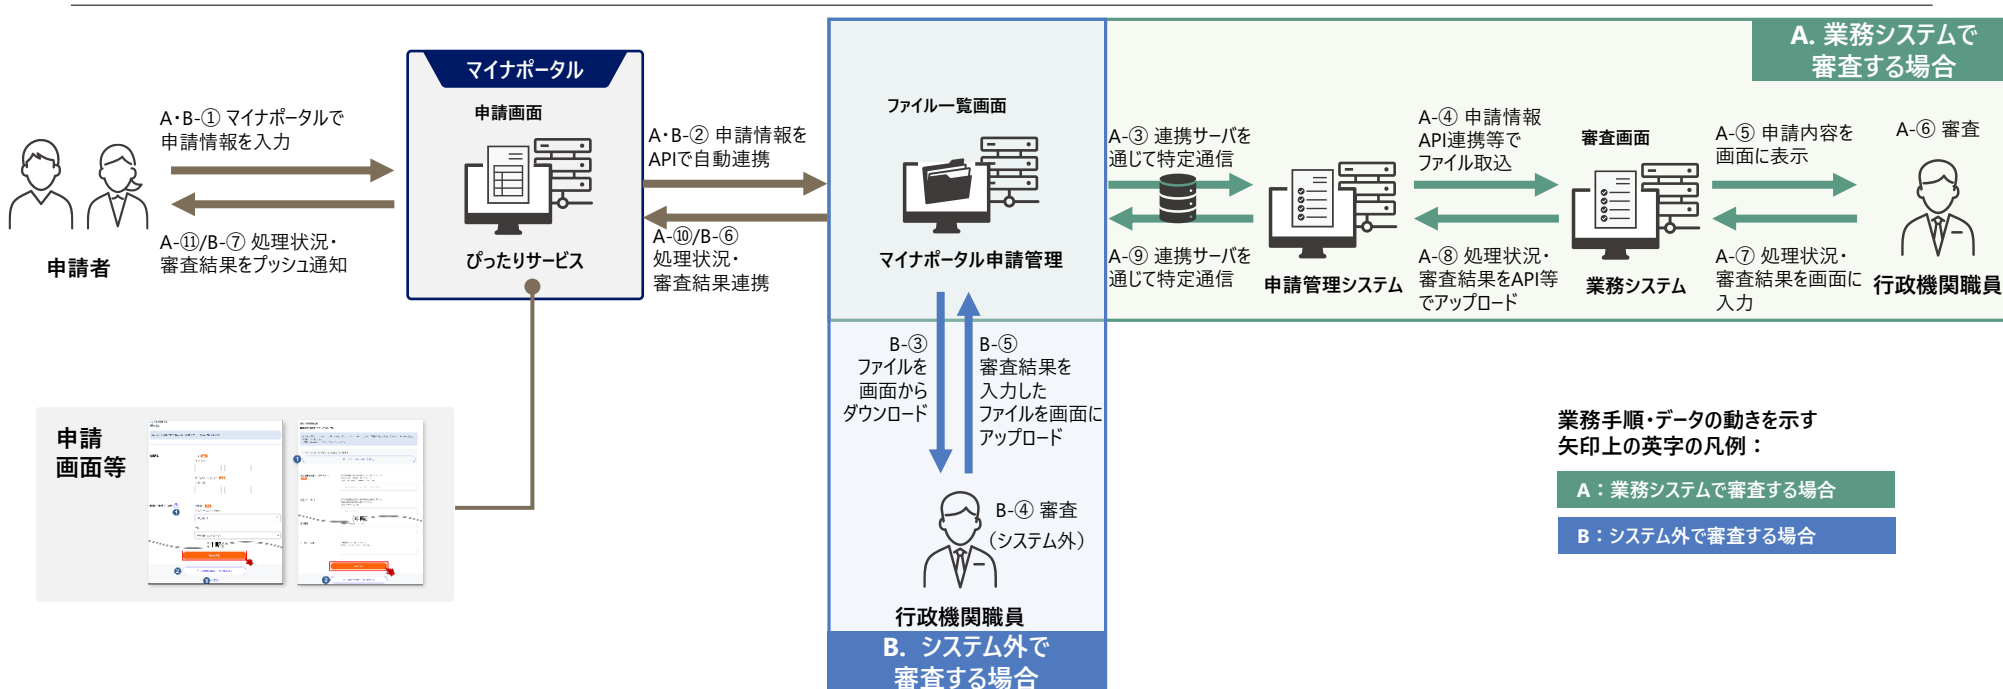 A. 業務システムで
審査する場合
マイナポータル
申請画面
ぴったりサービス
A・B-① マイナポータルで
申請情報を入力
A-⑪/B-⑦ 処理状況・
審査結果をプッシュ通知
申請者
A・B-② 申請情報を
APIで自動連携
A-⑩/B-⑥
処理状況・
審査結果連携
ファイル一覧画面
マイナポータル申請管理
A-③ 連携サーバを
通じて特定通信
A-⑨ 連携サーバを
通じて特定通信
申請管理システム
A-④ 申請情報
API連携等で
ファイル取込
A-⑧ 処理状況・
審査結果をAPI等
でアップロード
審査画面
業務システム
A-⑤ 申請内容を
画面に表示
A-⑦ 処理状況・
審査結果を画面に
入力
A-⑥ 審査
行政機関職員
B-③
ファイルを
画面から
ダウンロード
B-⑤
審査結果を
入力した
ファイルを画面に
アップロード
B-④ 審査
（システム外）
行政機関職員
B. システム外で
審査する場合
申請
画面等
業務手順・データの動きを示す
矢印上の英字の凡例：
A：業務システムで審査する場合
B：システム外で審査する場合